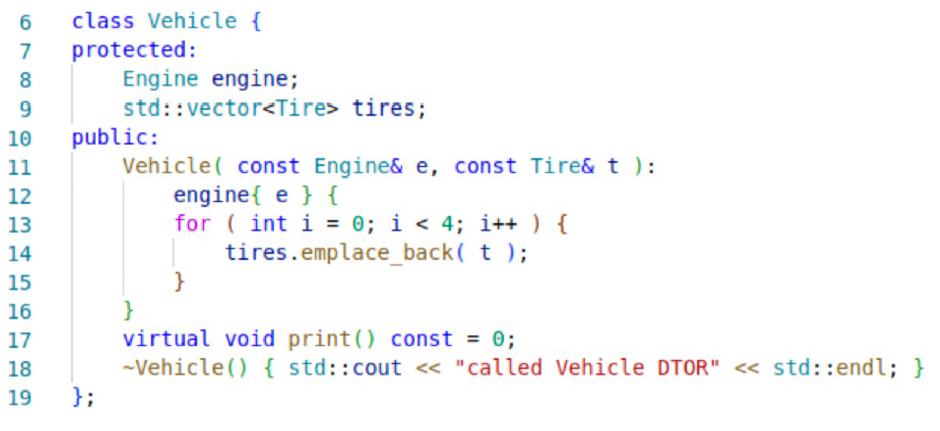 6 class Vehicle {
7 protected:
8 Engine engine;
9 std::vector<Tire> tires;
10 public:
11 Vehicle( const Engine& e, const Tire& t ):
12 engine{ e } {
13 for ( int i = 0; i < 4; i++ ) {
14 tires.emplace_back( t );
15 }
16 }
17 virtual void print() const = 0;
18 ~Vehicle() { std::cout << "called Vehicle DTOR" << std::endl; }
19 };